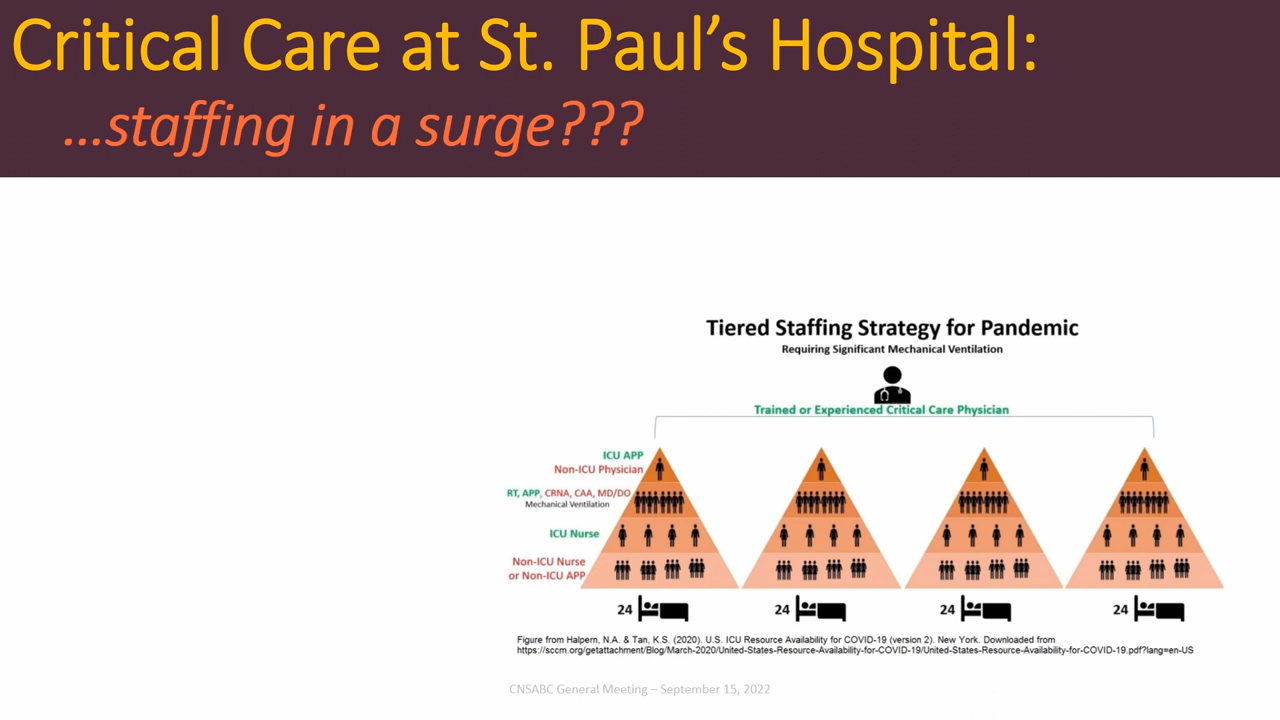 Critical Care at St. Paul’s Hospital:
…staffing in a surge???
Tiered Staffing Strategy for Pandemic
Requiring Significant Mechanical Ventilation
Trained or Experienced Critical Care Physician
ICU APP
Non-ICU Physician
RT, APP, CRNA, CAA, MD/DO
Mechanical Ventilation
ICU Nurse
Non-ICU Nurse
or Non-ICU APP
24 24 24 24
Figure from Halpern, N.A. & Tan, K.S. (2020). U.S. ICU Resource Availability for COVID-19 (version 2). New York. Downloaded from
https://sccm.org/getattachment/Blog/March-2020/United-States-Resource-Availability-for-COVID-19/United-States-Resource-Availability-for-COVID-19.pdf?lang=en-US
CNSABC General Meeting – September 15, 2022